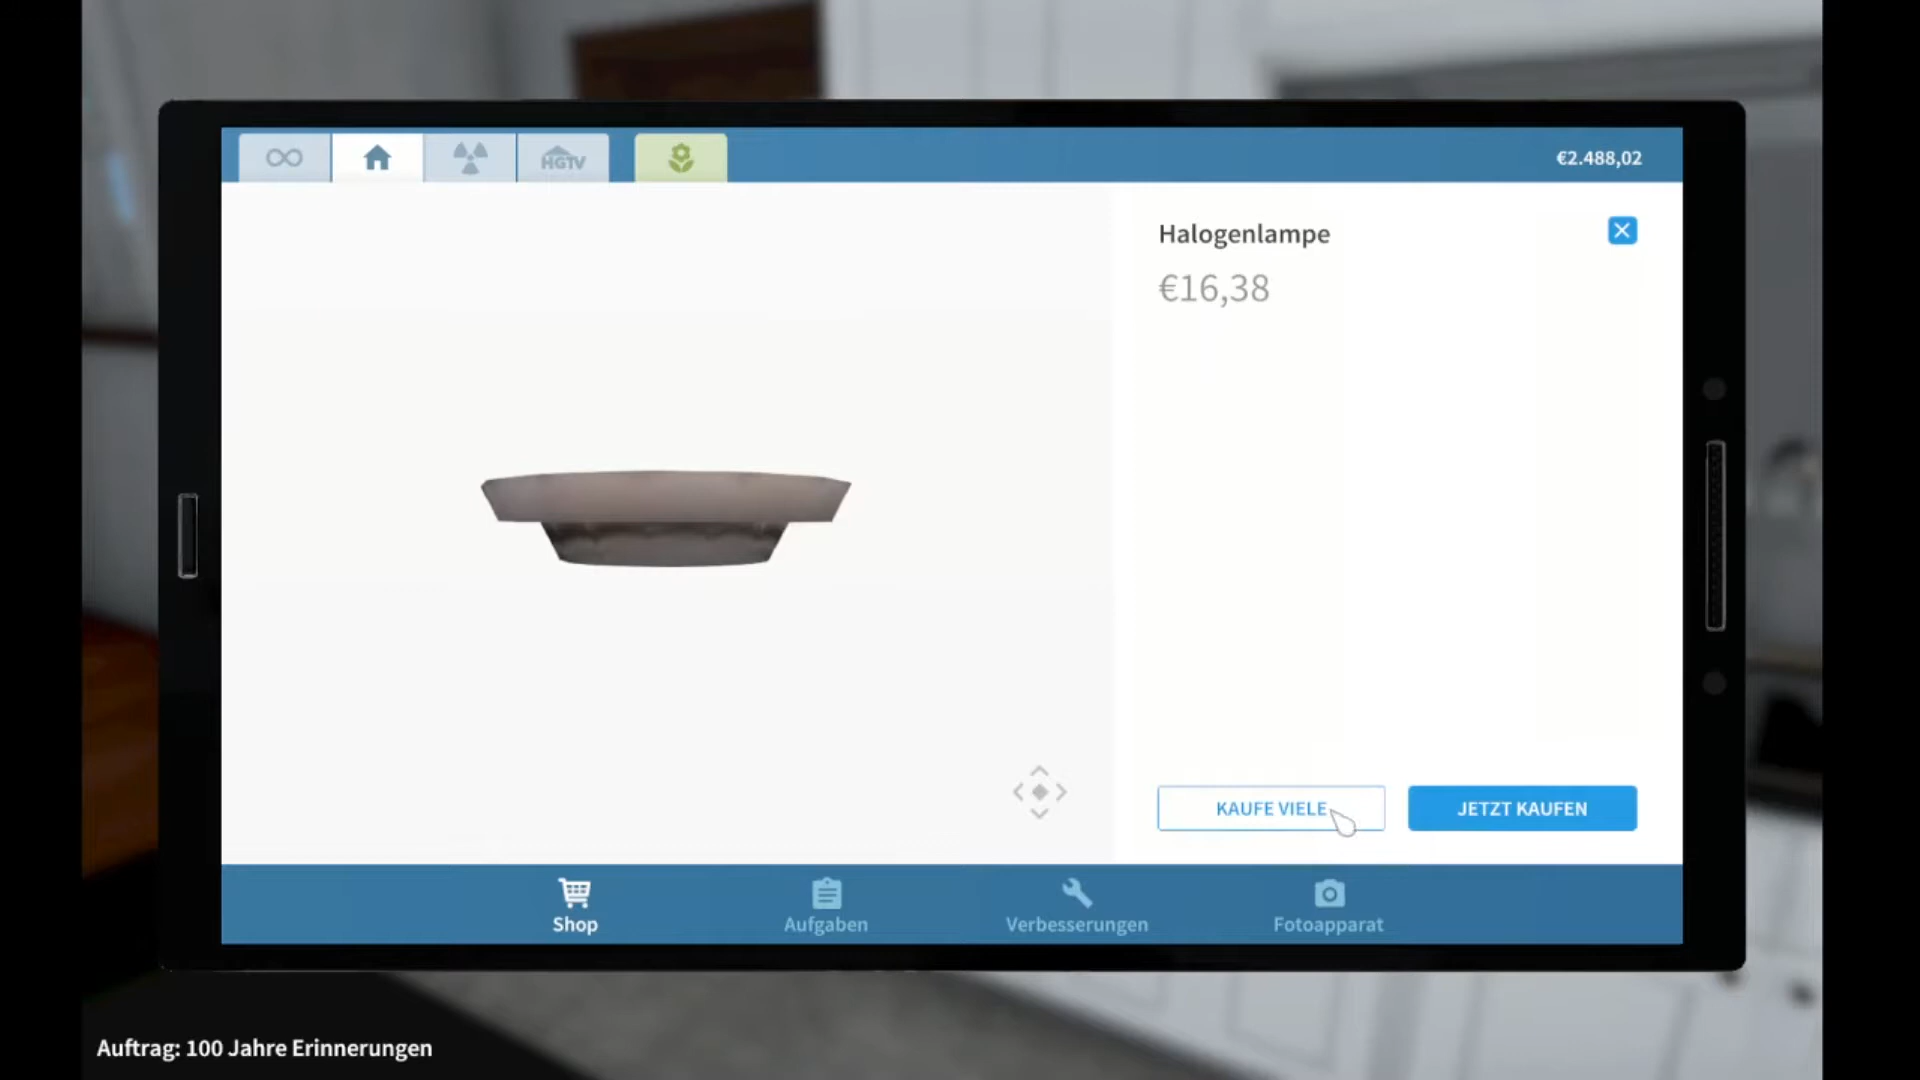 HGTV
€2.488,02
Halogenlampe
€16,38
KAUFE VIELE
JETZT KAUFEN
Shop
Aufgaben
Verbesserungen
Fotoapparat
Auftrag: 100 Jahre Erinnerungen